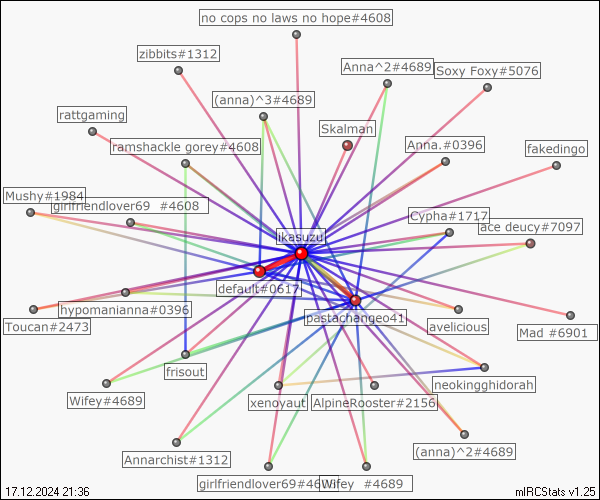 no cops no laws no hope#4608
zibbits#1312
Anna^2#4689
Soxy Foxy#5076
(anna)^3#4689
rattgaming
Skalman
ramshackle gorey#4608
Anna.#0396
fakedingo
Mushy#1984
girlfriendlover69 #4608
Cypha#1717
ace deucy#7097
ikasuzu
default#0617
hypomanianna#0396
pastachangeo41
avelicious
Toucan#2473
Mad #6901
frisout
neokingghidorah
Wifey#4689
xenoyaut
AlpineRooster#2156
Annarchist#1312
(anna)^2#4689
girlfriendlover69#46
Wifey #4689
17.12.2024 21:36
mIRCStats v1.25